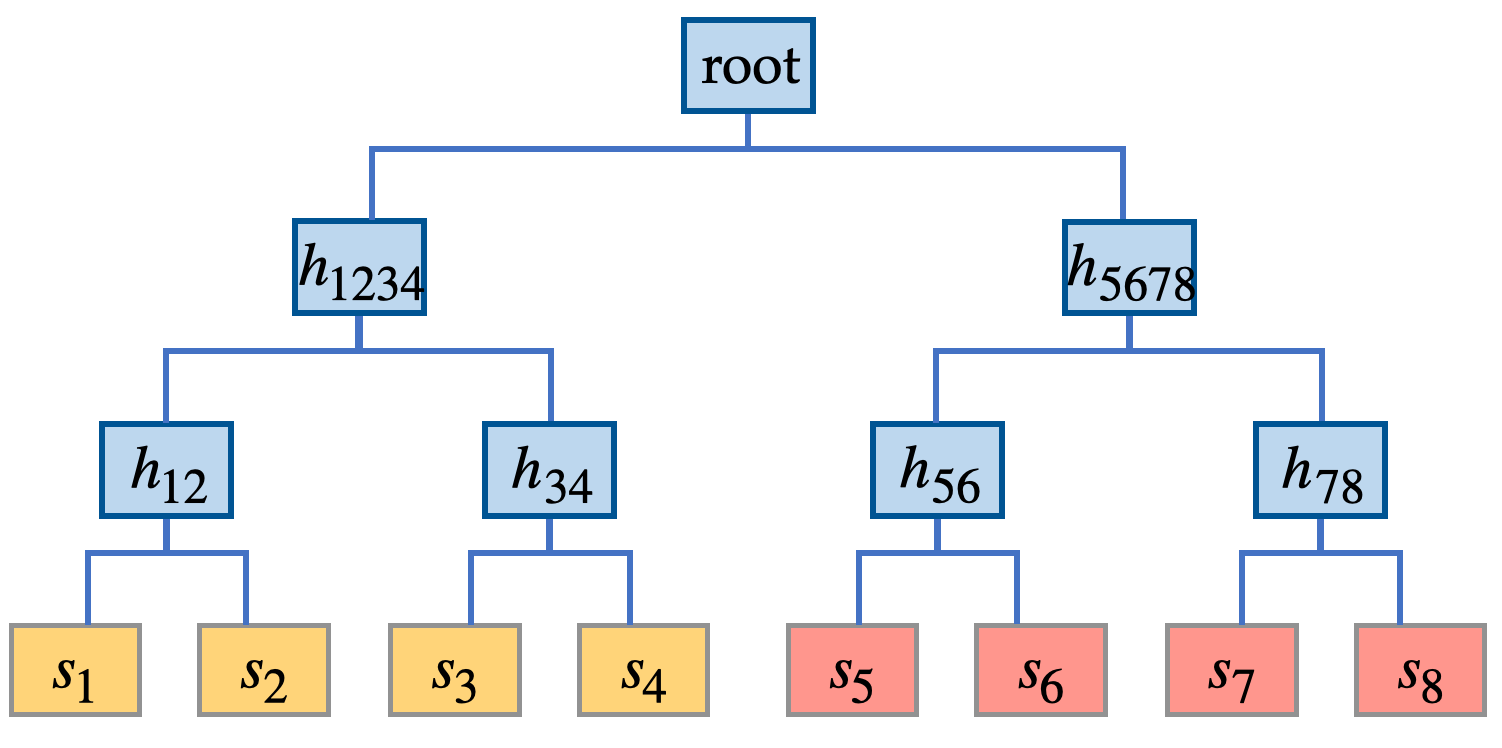 root
h1234 h5678
h12 h34 h56 h78
s1 s2 s3 s4 s5 s6 s7 s8